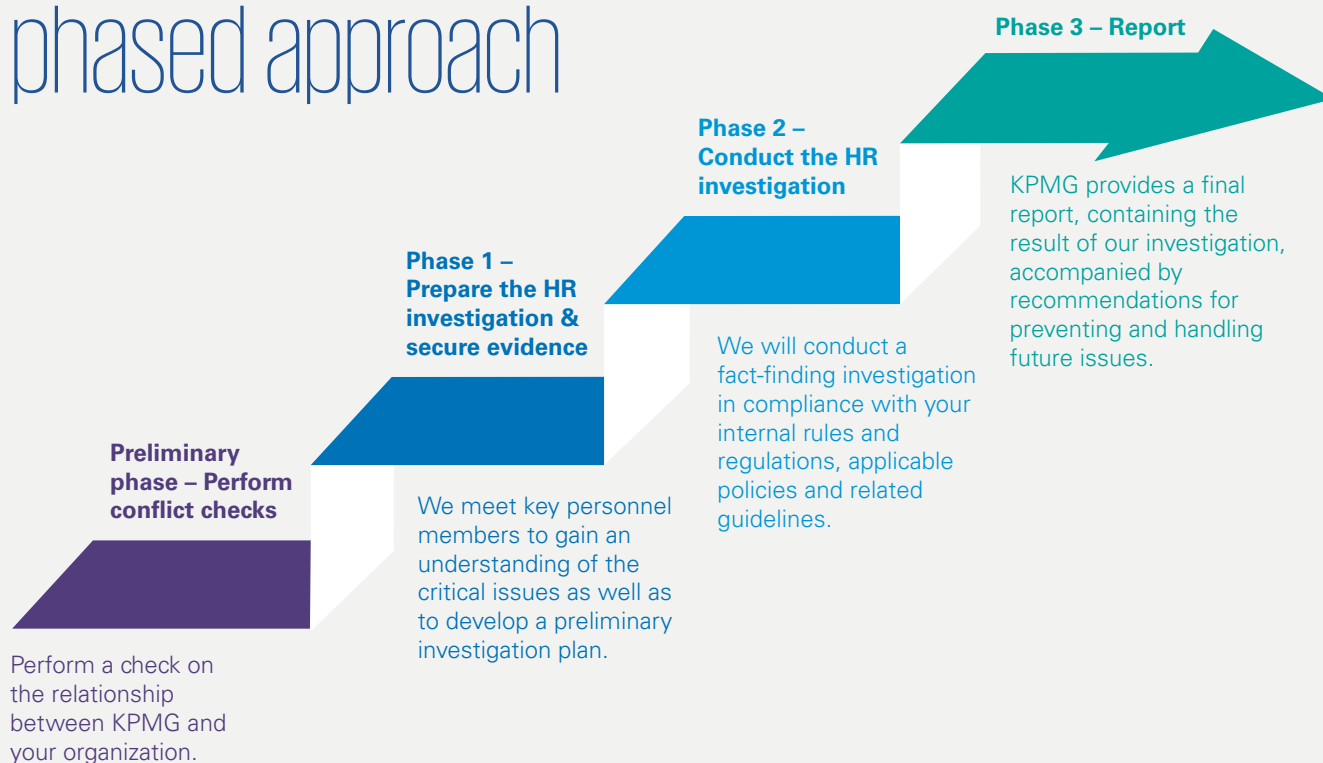 phased approach
Preliminary
phase – Perform
conflict checks
Perform a check on
the relationship
between KPMG and
your organization.
Phase 1 –
Prepare the HR
investigation &
secure evidence
We meet key personnel
members to gain an
understanding of the
critical issues as well as
to develop a preliminary
investigation plan.
Phase 2 –
Conduct the HR
investigation
We will conduct a
fact-finding investigation
in compliance with your
internal rules and
regulations, applicable
policies and related
guidelines.
Phase 3 – Report
KPMG provides a final
report, containing the
result of our investigation,
accompanied by
recommendations for
preventing and handling
future issues.